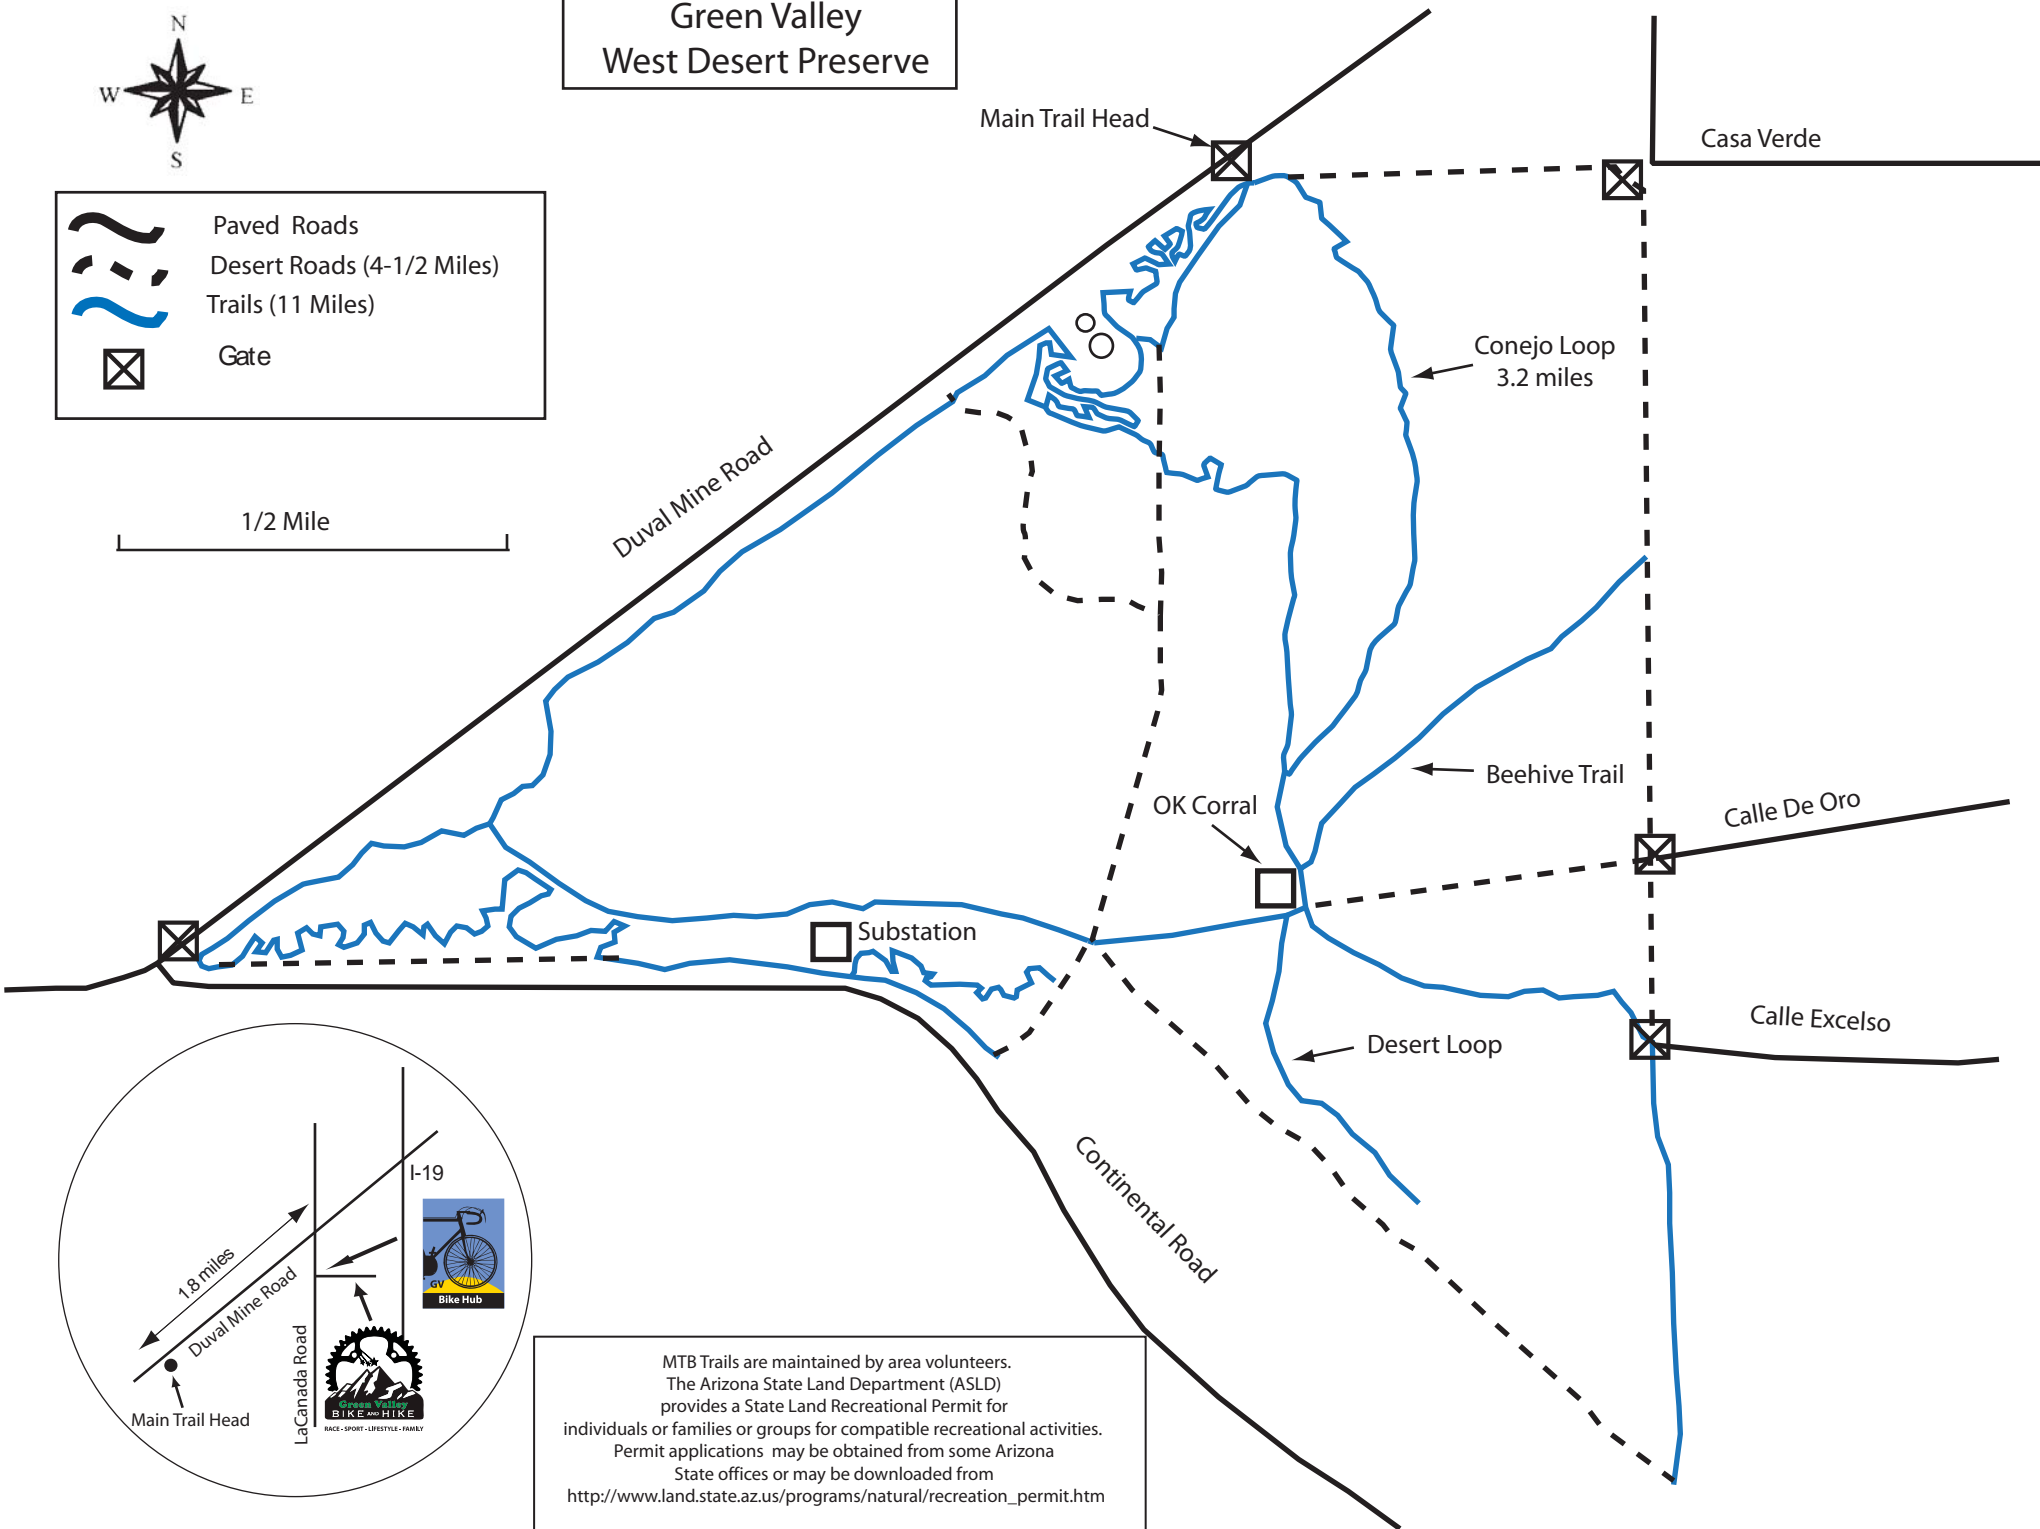 Green Valley
West Desert Preserve
N
W
E
S
Main Trail Head
Casa Verde
Paved Roads
Desert Roads (4-1/2 Miles)
Trails (11 Miles)
Gate
Conejo Loop
3.2 miles
Duval Mine Road
1/2 Mile
Beehive Trail
OK Corral
Calle De Oro
Substation
Calle Excelso
Desert Loop
Continental Road
I-19
1.8 miles
Duval Mine Road
LaCanada Road
Main Trail Head
GV
Bike Hub
Green Valley
BIKE AND HIKE
RACE - SPORT - LIFESTYLE - FAMILY
MTB Trails are maintained by area volunteers.
The Arizona State Land Department (ASLD)
provides a State Land Recreational Permit for
individuals or families or groups for compatible recreational activities.
Permit applications may be obtained from some Arizona
State offices or may be downloaded from
http://www.land.state.az.us/programs/natural/recreation_permit.htm